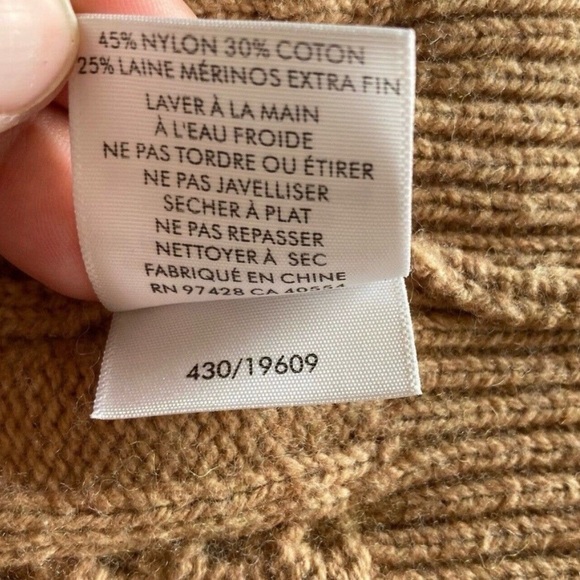 45% NYLON 30% COTON
25% LAINE MÉRINOS EXTRA FIN
LAVER À LA MAIN
À L'EAU FROIDE
NE PAS TORDRE OU ÉTIRER
NE PAS JAVELLISER
SECHER À PLAT
NE PAS REPASSER
NETTOYER À SEC
FABRIQUÉ EN CHINE
RN 97428 CA 40554
430/19609